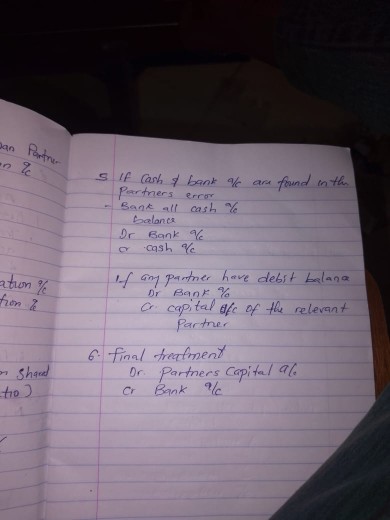 an Partner
n a/c
5 If Cash & bank a/c are found in the
Partners error
- Bank all cash a/c
balance
Dr Bank a/c
cr cash a/c
ation a/c
tion a/c
If any partner have debit balance
Dr Bank a/c
Cr capital a/c of the relevant
Partner
6. final treatment
n shared
Dr. Partners Capital a/c
tio)
cr Bank a/c